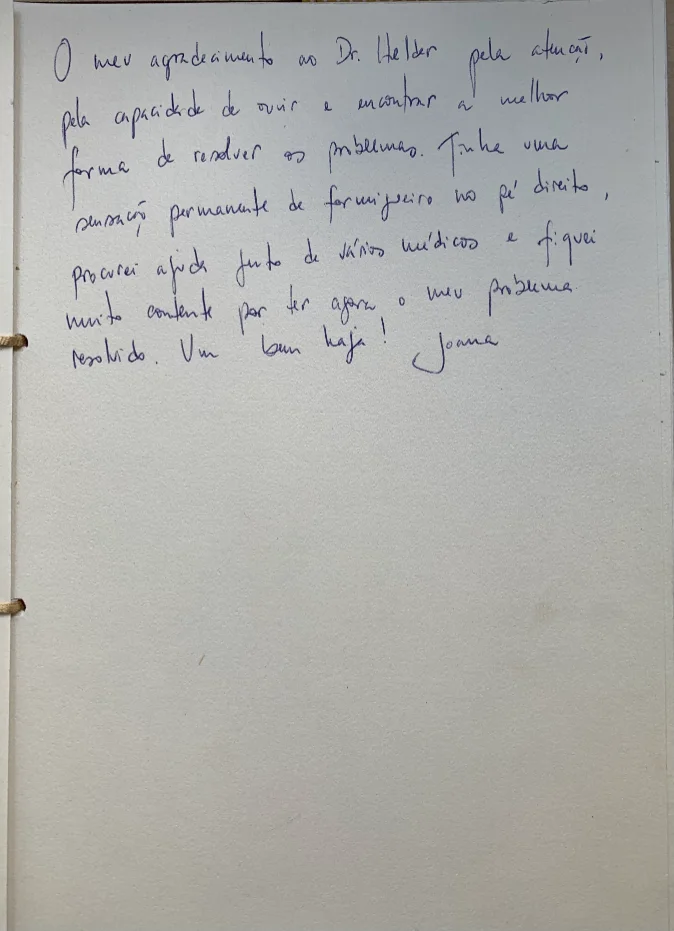 O meu agradecimento ao Dr. Helder pela atenção,
pela capacidade de ouvir e encontrar a melhor
forma de resolver os problemas. Tinha uma
sensação permanente de formigueiro no pé direito,
procurei ajuda junto de vários médicos e fiquei
muito contente por ter agora o meu problema
resolvido. Um bem haja! Joana